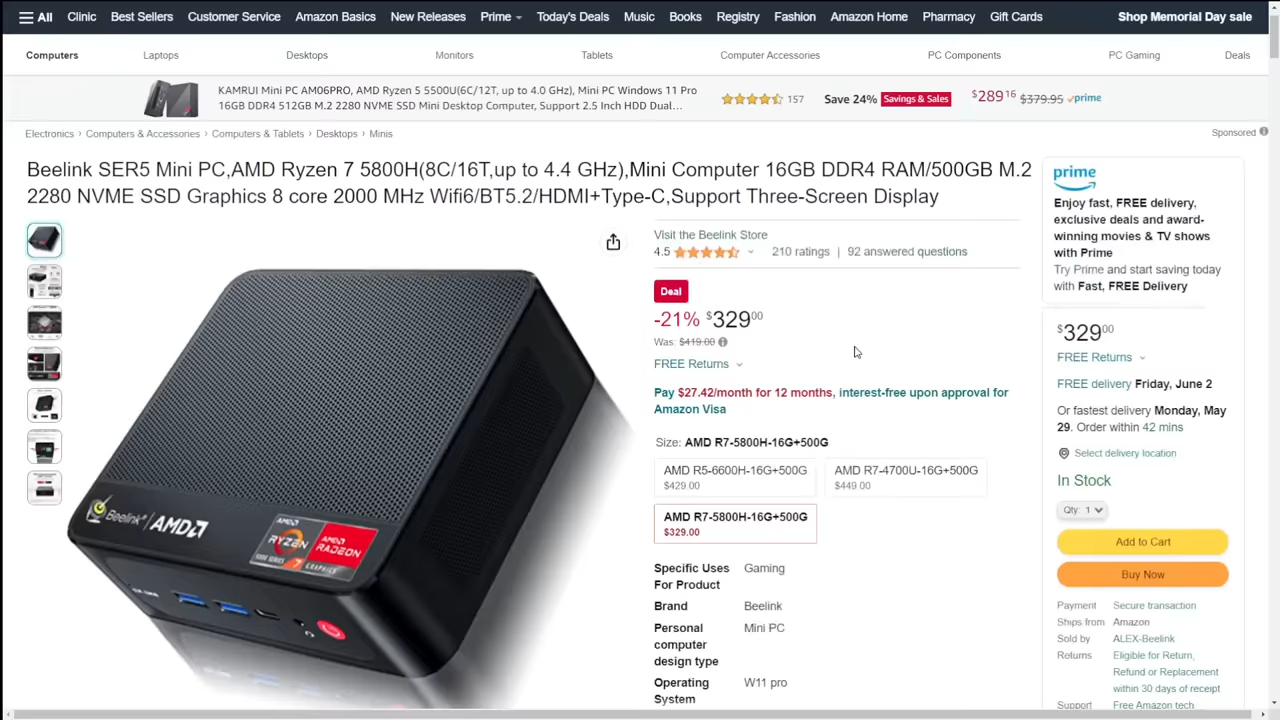 All Clinic Best Sellers Customer Service Amazon Basics New Releases Prime Today's Deals Music Books Registry Fashion Amazon Home Pharmacy Gift Cards Shop Memorial Day sale
Computers Laptops Desktops Monitors Tablets Computer Accessories PC Components PC Gaming Deals
KAMRUI Mini PC AM06PRO, AMD Ryzen 5 5500U(6C/12T, up to 4.0 GHz), Mini PC Windows 11 Pro
16GB DDR4 512GB M.2 2280 NVME SSD Mini Desktop Computer, Support 2.5 Inch HDD Dual...
157 Save 24% Savings & Sales $289 16 $379.95 prime
Electronics › Computers & Accessories › Computers & Tablets › Desktops › Minis
Sponsored
Beelink SER5 Mini PC,AMD Ryzen 7 5800H(8C/16T,up to 4.4 GHz),Mini Computer 16GB DDR4 RAM/500GB M.2
2280 NVME SSD Graphics 8 core 2000 MHz Wifi6/BT5.2/HDMI+Type-C,Support Three-Screen Display
Beelink AMD
AMD
RYZEN
7
5000 SERIES
AMD
RADEON
GRAPHICS
Visit the Beelink Store
4.5 210 ratings | 92 answered questions
Deal
-21% $329 00
Was: $419.00
FREE Returns
Pay $27.42/month for 12 months, interest-free upon approval for
Amazon Visa
Size: AMD R7-5800H-16G+500G
AMD R5-6600H-16G+500G
$429.00
AMD R7-4700U-16G+500G
$449.00
AMD R7-5800H-16G+500G
$329.00
Specific Uses Gaming
For Product
Brand Beelink
Personal Mini PC
computer
design type
Operating W11 pro
System
prime
Enjoy fast, FREE delivery,
exclusive deals and award-
winning movies & TV shows
with Prime
Try Prime and start saving today
with Fast, FREE Delivery
$329 00
FREE Returns
FREE delivery Friday, June 2
Or fastest delivery Monday, May
29. Order within 42 mins
Select delivery location
In Stock
Qty: 1
Add to Cart
Buy Now
Payment Secure transaction
Ships from Amazon
Sold by ALEX-Beelink
Returns Eligible for Return,
Refund or Replacement
within 30 days of receipt
Support Free Amazon tech